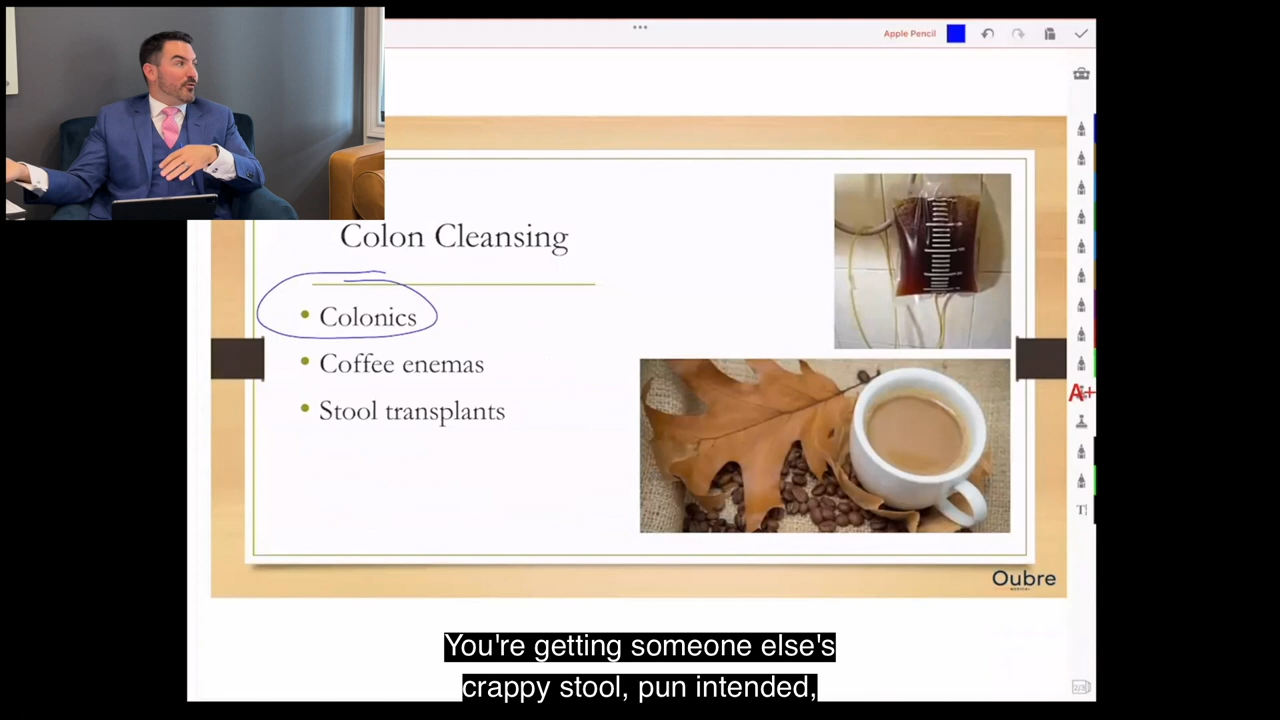 Apple Pencil
Colon Cleansing
• Colonics
• Coffee enemas
• Stool transplants
A+
T
Oubre
You're getting someone else's
crappy stool, pun intended,